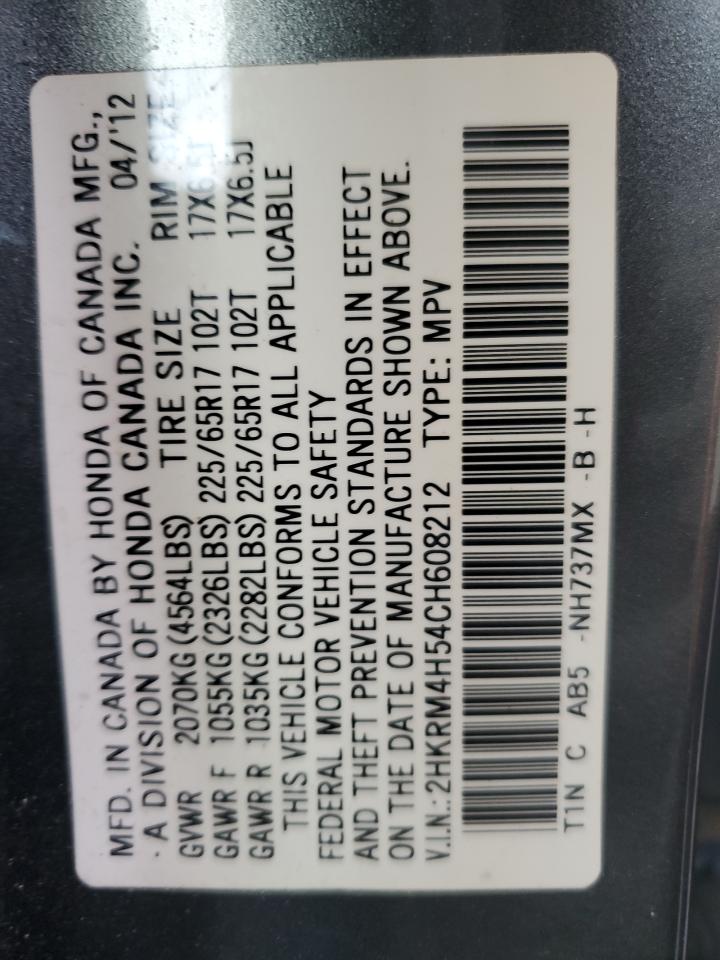 MFD. IN CANADA BY HONDA OF CANADA MFG.,
A DIVISION OF HONDA CANADA INC. 04/'12
GVWR 2070KG (4564LBS) TIRE SIZE RIM SIZE
GAWR F 1055KG (2326LBS) 225/65R17 102T 17X6.5J
GAWR R 1035KG (2282LBS) 225/65R17 102T 17X6.5J
THIS VEHICLE CONFORMS TO ALL APPLICABLE
FEDERAL MOTOR VEHICLE SAFETY
AND THEFT PREVENTION STANDARDS IN EFFECT
ON THE DATE OF MANUFACTURE SHOWN ABOVE.
V.I.N.: 2HKRM4H54CH608212 TYPE: MPV
T1N C AB5 -NH737MX -B -H